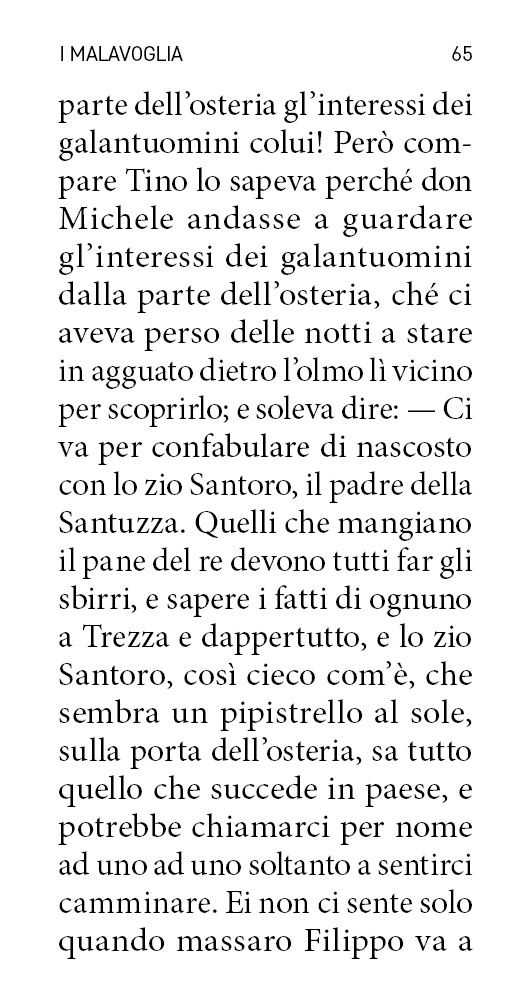 I MALAVOGLIA 65
parte dell’osteria gl’interessi dei
galantuomini colui! Però com-
pare Tino lo sapeva perché don
Michele andasse a guardare
gl’interessi dei galantuomini
dalla parte dell’osteria, ché ci
aveva perso delle notti a stare
in agguato dietro l’olmo lì vicino
per scoprirlo; e soleva dire: — Ci
va per confabulare di nascosto
con lo zio Santoro, il padre della
Santuzza. Quelli che mangiano
il pane del re devono tutti far gli
sbirri, e sapere i fatti di ognuno
a Trezza e dappertutto, e lo zio
Santoro, così cieco com’è, che
sembra un pipistrello al sole,
sulla porta dell’osteria, sa tutto
quello che succede in paese, e
potrebbe chiamarci per nome
ad uno ad uno soltanto a sentirci
camminare. Ei non ci sente solo
quando massaro Filippo va a